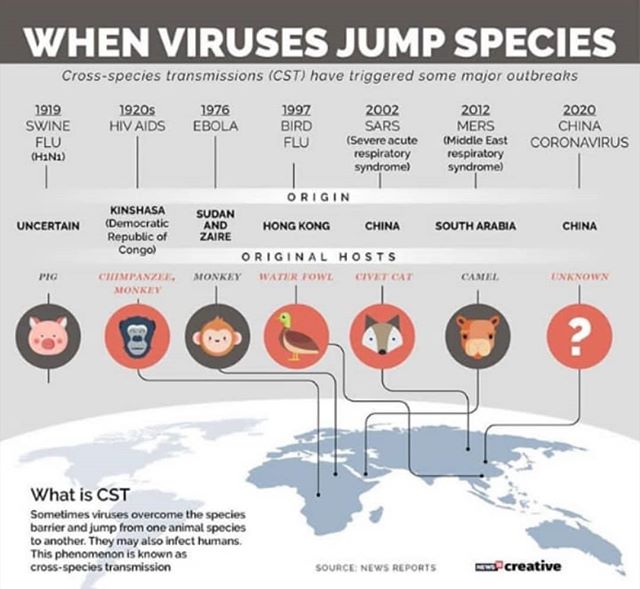 WHEN VIRUSES JUMP SPECIES
Cross-species transmissions (CST) have triggered some major outbreaks
1919
SWINE
FLU
(H1N1)
1920s
HIV AIDS
1976
EBOLA
1997
BIRD
FLU
2002
SARS
(Severe acute
respiratory
syndrome)
2012
MERS
(Middle East
respiratory
syndrome)
2020
CHINA
CORONAVIRUS
ORIGIN
UNCERTAIN
KINSHASA
(Democratic
Republic of
Congo)
SUDAN
AND
ZAIRE
HONG KONG
CHINA
SOUTH ARABIA
CHINA
ORIGINAL HOSTS
PIG
CHIMPANZEE,
MONKEY
MONKEY
WATER FOWL
CIVET CAT
CAMEL
UNKNOWN
?
What is CST
Sometimes viruses overcome the species
barrier and jump from one animal species
to another. They may also infect humans.
This phenomenon is known as
cross-species transmission
SOURCE: NEWS REPORTS
NEWS18 creative